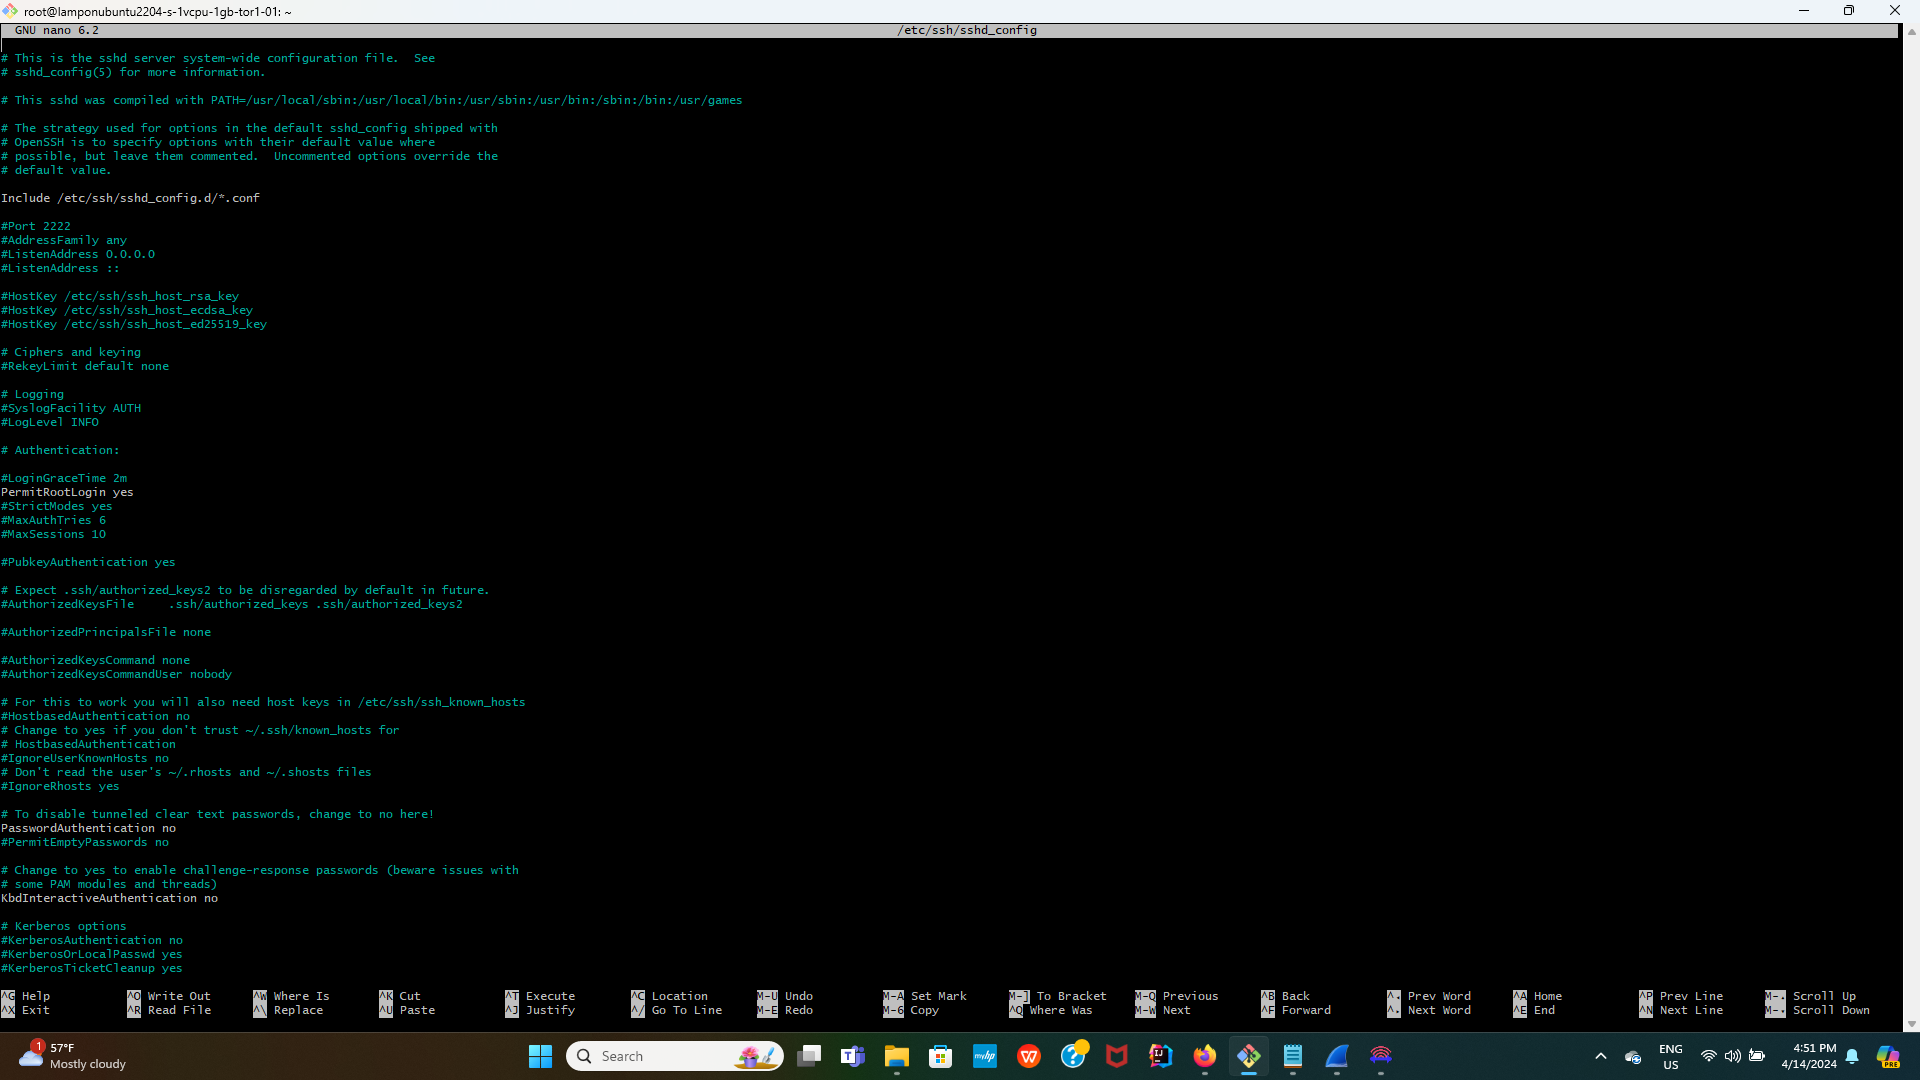 root@lamponubuntu2204-s-1vcpu-1gb-tor1-01: ~
GNU nano 6.2 /etc/ssh/sshd_config
# This is the sshd server system-wide configuration file.  See
# sshd_config(5) for more information.
# This sshd was compiled with PATH=/usr/local/sbin:/usr/local/bin:/usr/sbin:/usr/bin:/sbin:/bin:/usr/games
# The strategy used for options in the default sshd_config shipped with
# OpenSSH is to specify options with their default value where
# possible, but leave them commented.  Uncommented options override the
# default value.
Include /etc/ssh/sshd_config.d/*.conf
#Port 2222
#AddressFamily any
#ListenAddress 0.0.0.0
#ListenAddress ::
#HostKey /etc/ssh/ssh_host_rsa_key
#HostKey /etc/ssh/ssh_host_ecdsa_key
#HostKey /etc/ssh/ssh_host_ed25519_key
# Ciphers and keying
#RekeyLimit default none
# Logging
#SyslogFacility AUTH
#LogLevel INFO
# Authentication:
#LoginGraceTime 2m
PermitRootLogin yes
#StrictModes yes
#MaxAuthTries 6
#MaxSessions 10
#PubkeyAuthentication yes
# Expect .ssh/authorized_keys2 to be disregarded by default in future.
#AuthorizedKeysFile     .ssh/authorized_keys .ssh/authorized_keys2
#AuthorizedPrincipalsFile none
#AuthorizedKeysCommand none
#AuthorizedKeysCommandUser nobody
# For this to work you will also need host keys in /etc/ssh/ssh_known_hosts
#HostbasedAuthentication no
# Change to yes if you don't trust ~/.ssh/known_hosts for
# HostbasedAuthentication
#IgnoreUserKnownHosts no
# Don't read the user's ~/.rhosts and ~/.shosts files
#IgnoreRhosts yes
# To disable tunneled clear text passwords, change to no here!
PasswordAuthentication no
#PermitEmptyPasswords no
# Change to yes to enable challenge-response passwords (beware issues with
# some PAM modules and threads)
KbdInteractiveAuthentication no
# Kerberos options
#KerberosAuthentication no
#KerberosOrLocalPasswd yes
#KerberosTicketCleanup yes
^G Help ^O Write Out ^W Where Is ^K Cut ^T Execute ^C Location M-U Undo M-A Set Mark M-] To Bracket M-Q Previous ^B Back ^◂ Prev Word ^A Home ^P Prev Line M-▴ Scroll Up
^X Exit ^R Read File ^\ Replace ^U Paste ^J Justify ^/ Go To Line M-E Redo M-6 Copy ^Q Where Was M-W Next ^F Forward ^▸ Next Word ^E End ^N Next Line M-▾ Scroll Down
1 57°F
Mostly cloudy
Search
myhp
PRE
ENG
US
4:51 PM
4/14/2024